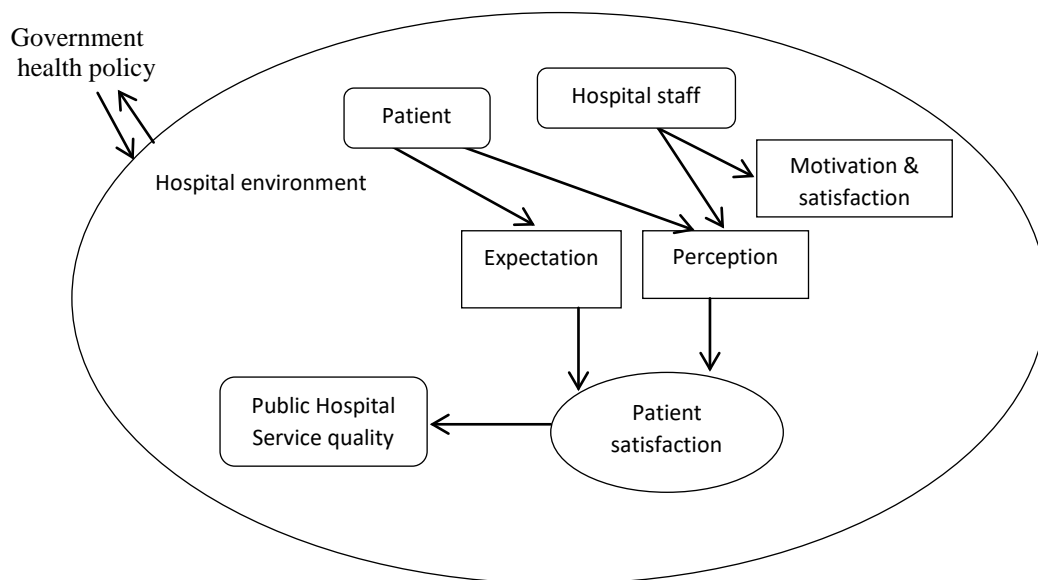 Government
health policy
Hospital staff
Patient
Motivation &
satisfaction
Hospital environment
Expectation
Perception
Public Hospital
Service quality
Patient
satisfaction